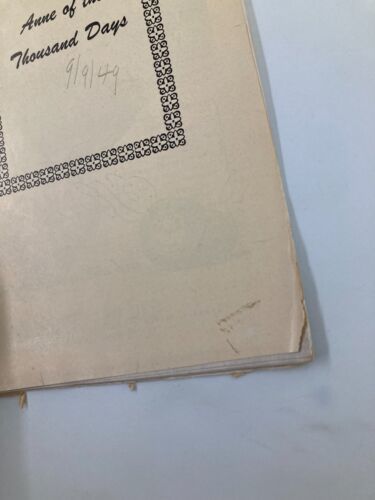 Anne of the
Thousand Days
9/9/49